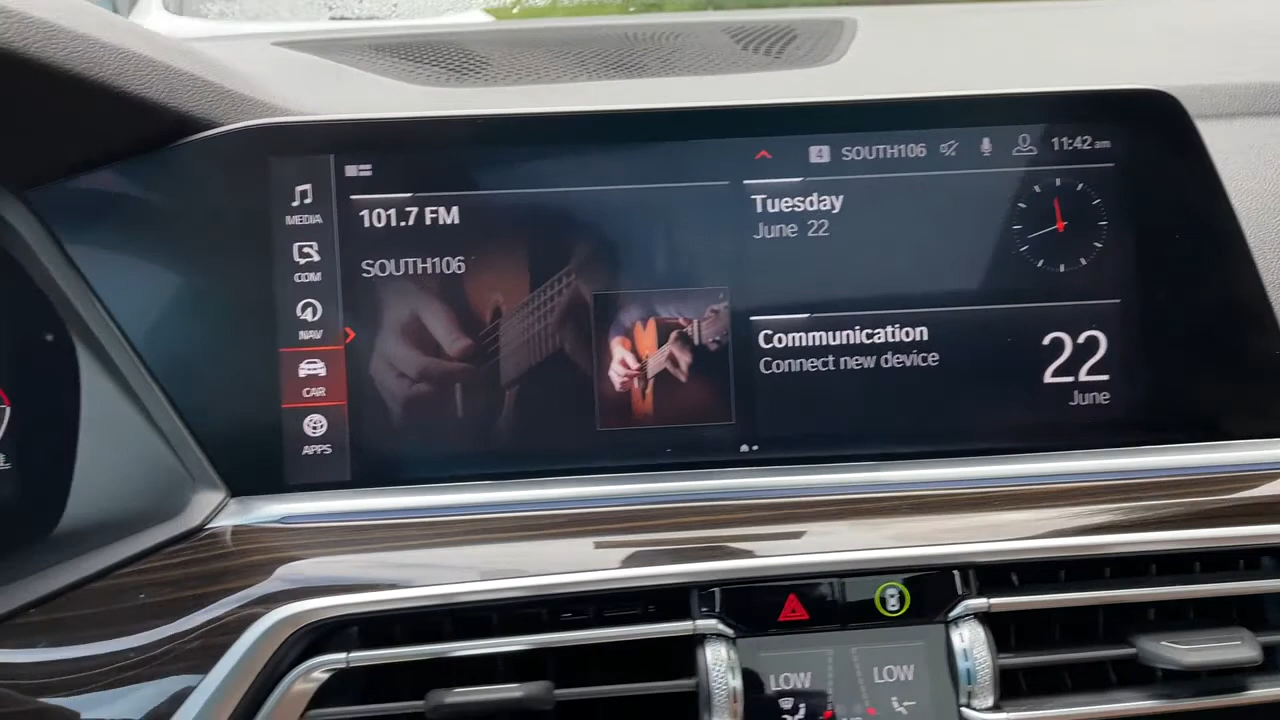 4 SOUTH106 11:42 am
MEDIA
COM
NAV
CAR
APPS
101.7 FM
SOUTH106
Tuesday
June 22
Communication
Connect new device
22
June
LOW
LOW